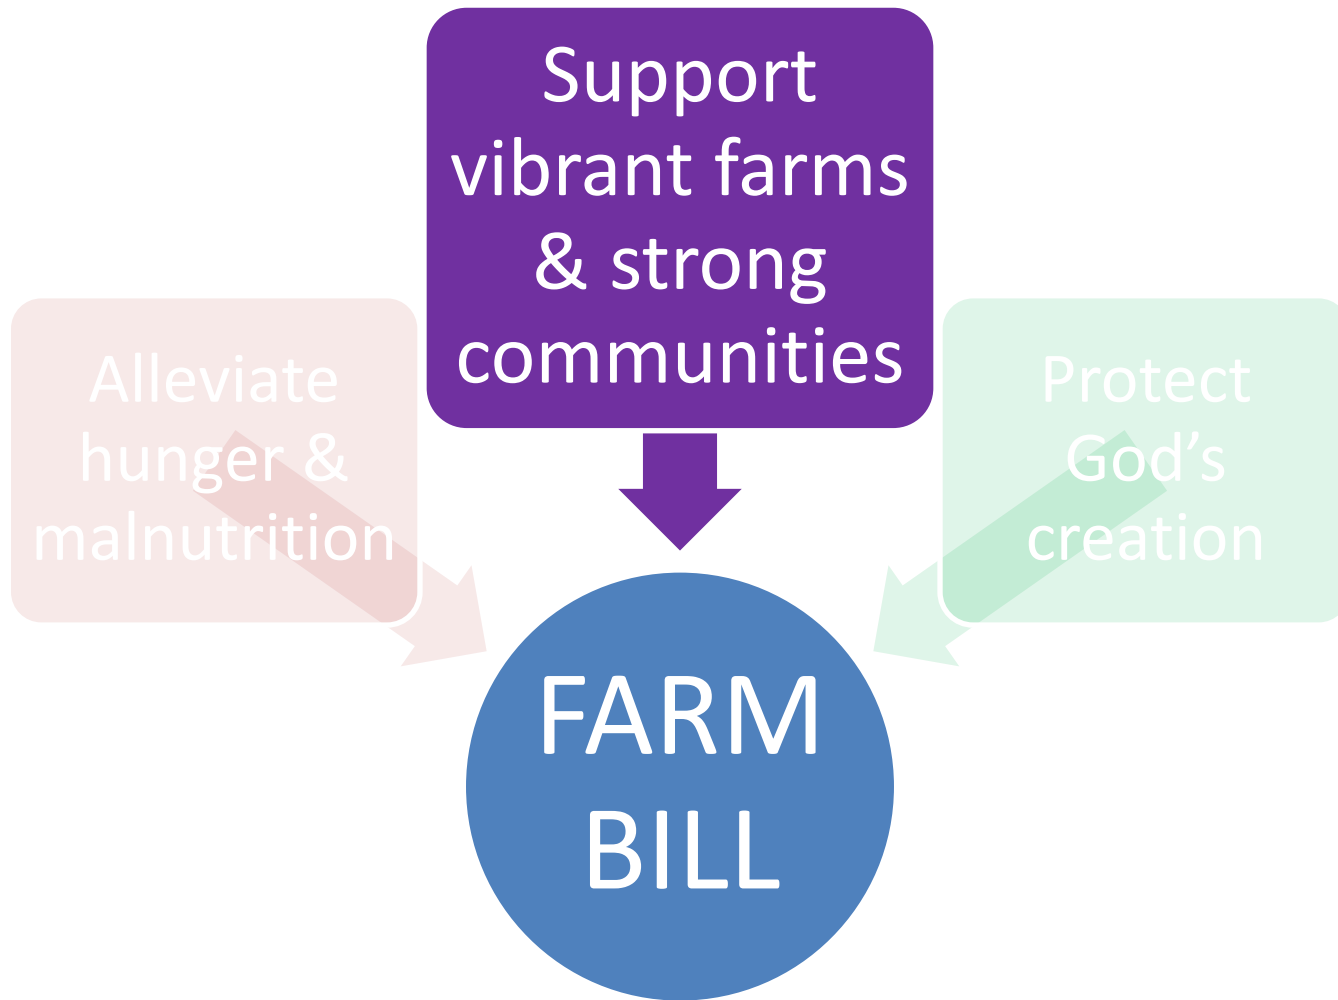 Support
vibrant farms
& strong
communities
Alleviate
hunger &
malnutrition
Protect
God’s
creation
FARM
BILL